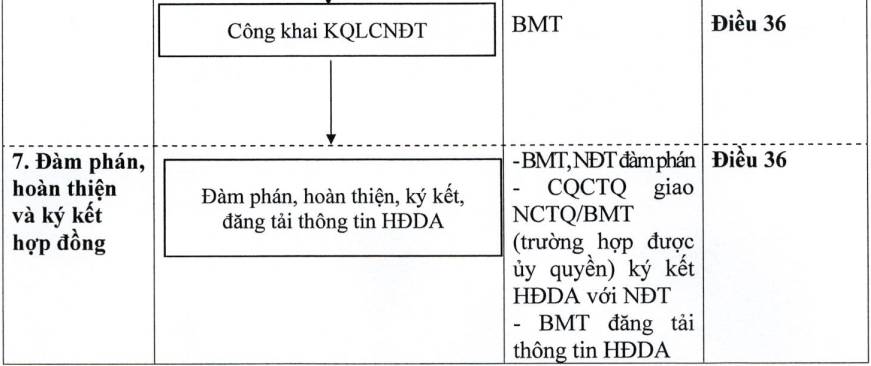 Công khai KQLCNĐT
BMT
Điều 36
7. Đàm phán,
hoàn thiện
và ký kết
hợp đồng
Đàm phán, hoàn thiện, ký kết,
đăng tải thông tin HĐDA
-BMT,NĐT đàm phán
- CQCTQ giao
NCTQ/BMT
(trường hợp được
ủy quyền) ký kết
HĐDA với NĐT
- BMT đăng tải
thông tin HĐDA
Điều 36